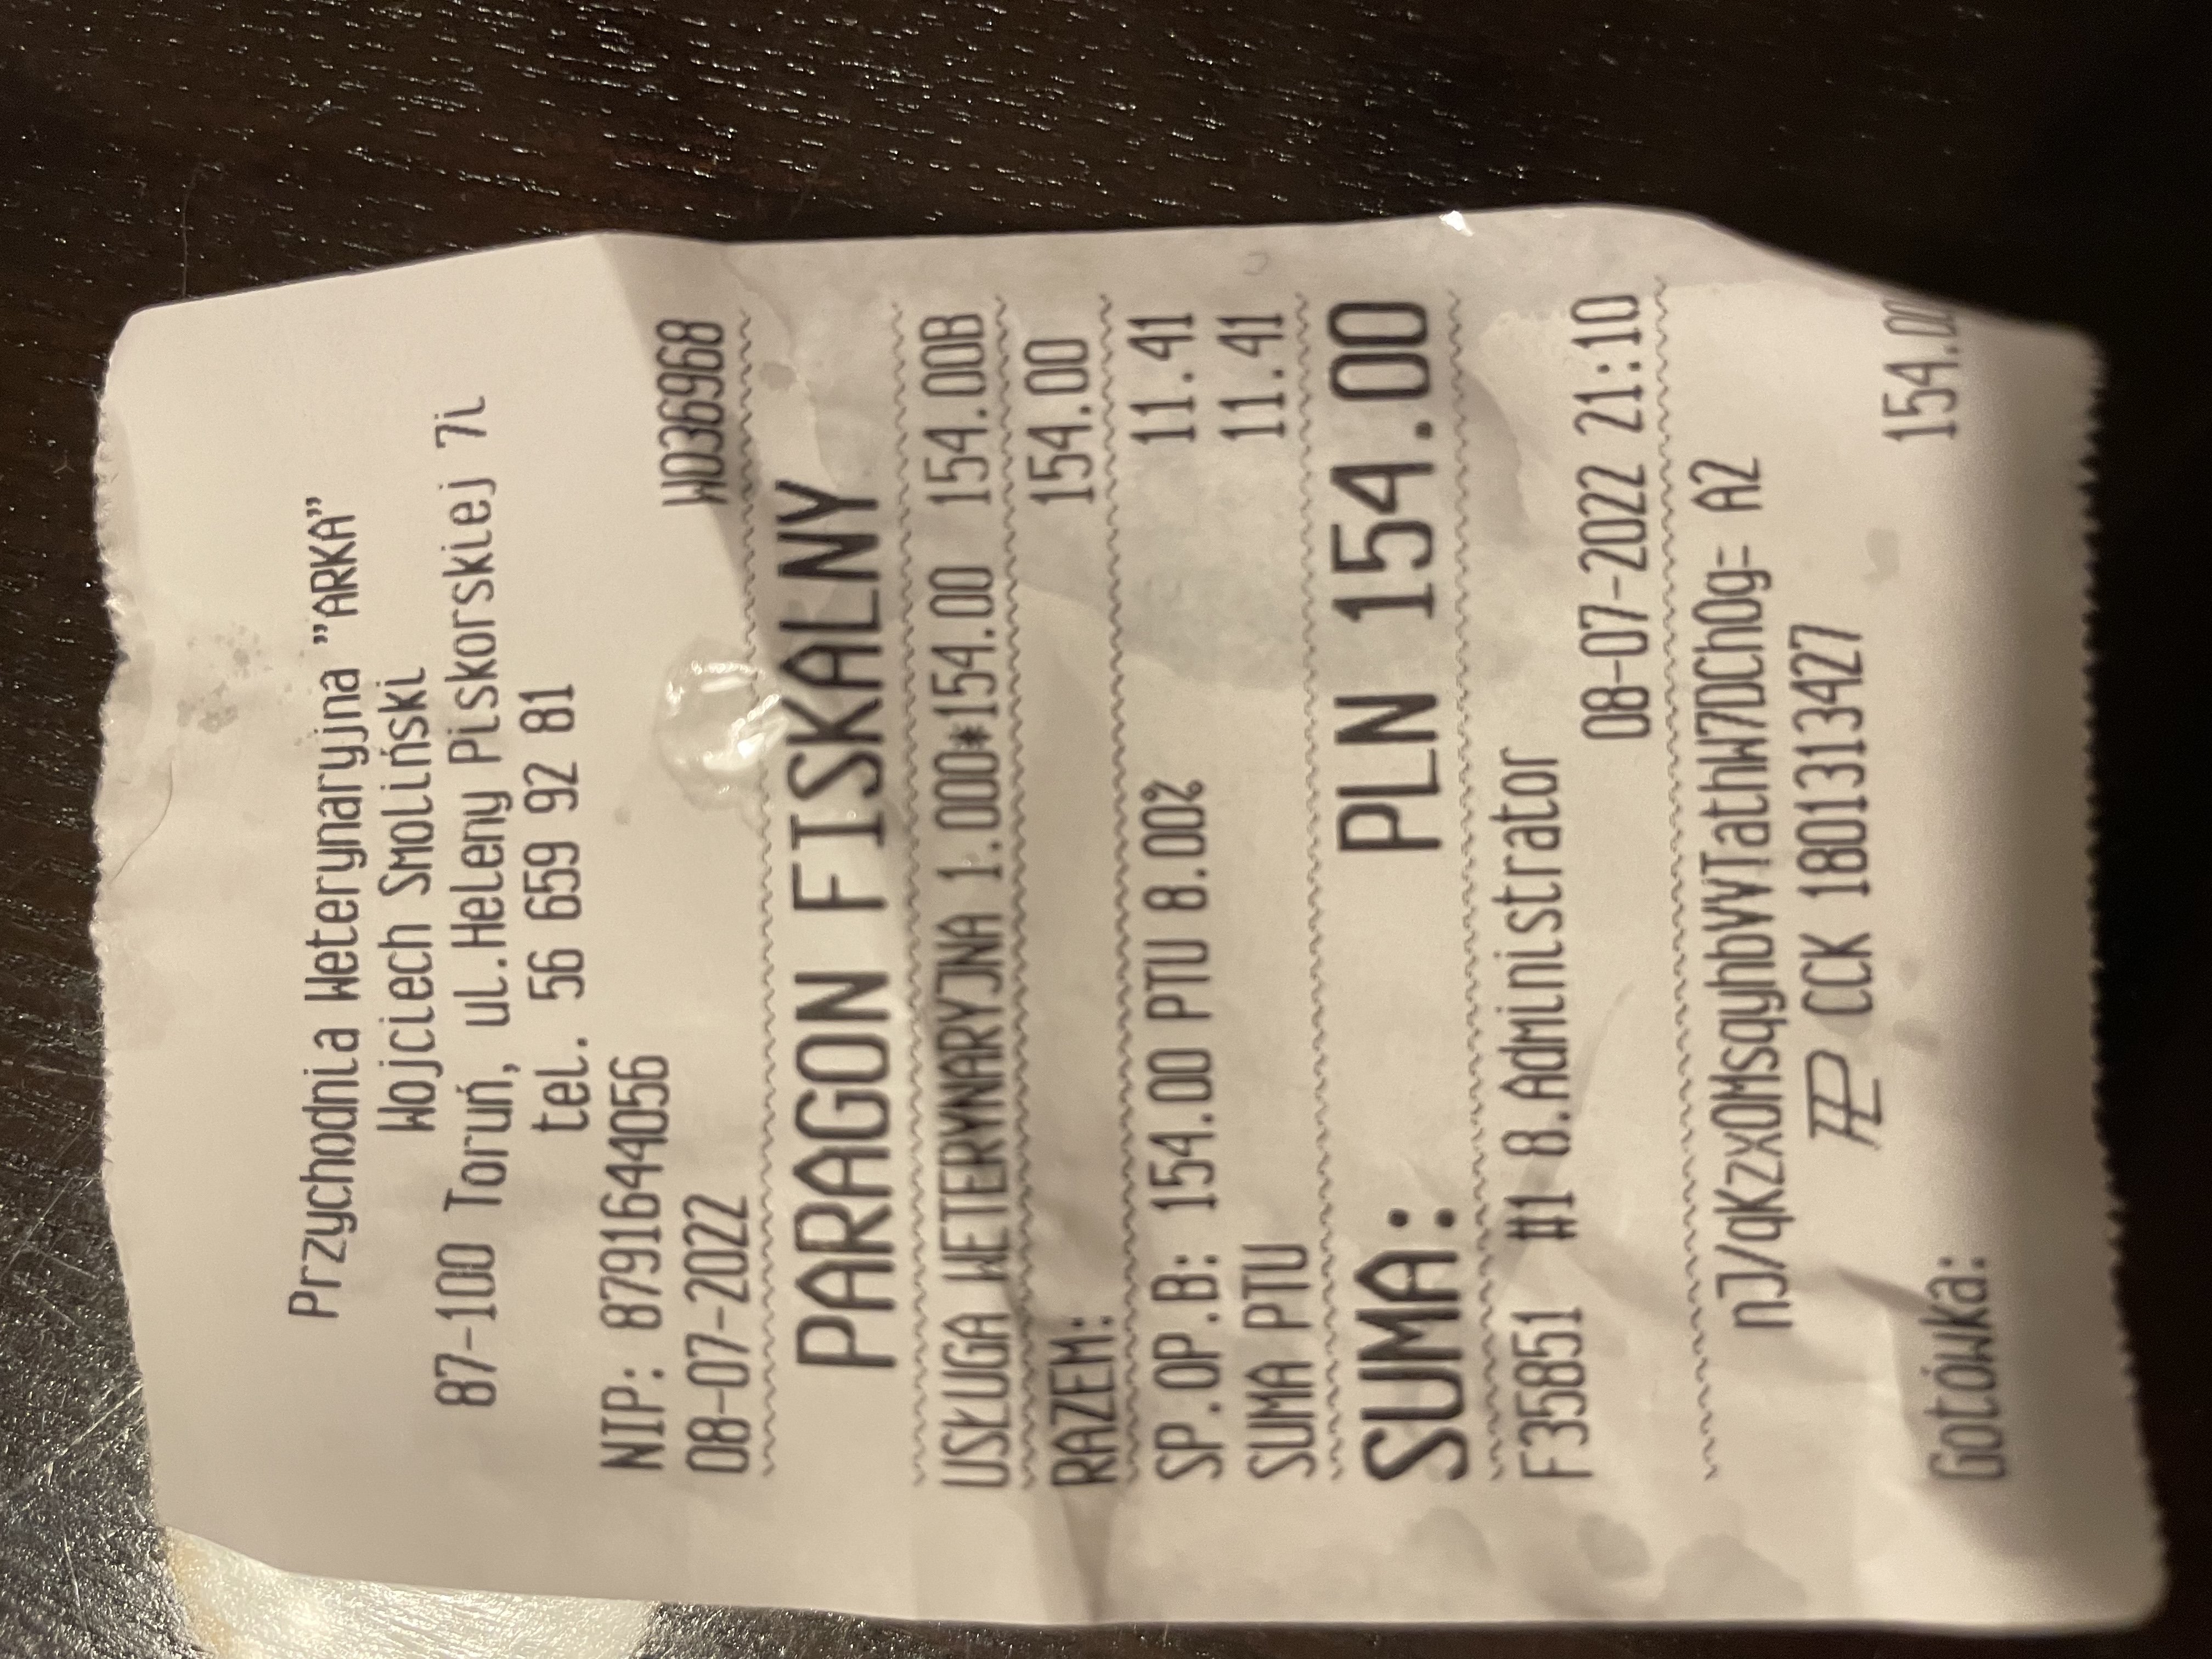 Przychodnia Weterynaryjna "ARKA"
Wojciech Smoliński
87-100 Toruń, ul.Heleny Piskorskiej 7i
tel. 56 659 92 81
NIP: 8791644056
08-07-2022 W036968
PARAGON FISKALNY
USŁUGA WETERYNARYJNA 1.000*154.00 154.00B
RAZEM: 154.00
SP.OP.B: 154.00 PTU 8.00% 11.41
SUMA PTU 11.41
SUMA: PLN 154.00
F35851 #1 8.Administrator
08-07-2022 21:10
nJ/qKzxOMsqyhbVVTathW7DChOg= A2
CCK 1801313427
Gotówka: 154.00